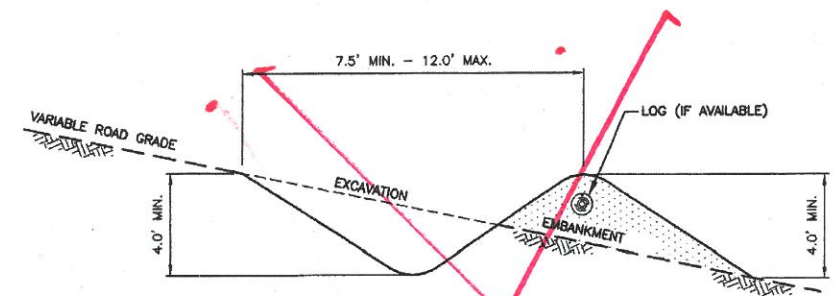 7.5' MIN. – 12.0' MAX.
LOG (IF AVAILABLE)
VARIABLE ROAD GRADE
EXCAVATION
EMBANKMENT
4.0' MIN.
4.0' MIN.